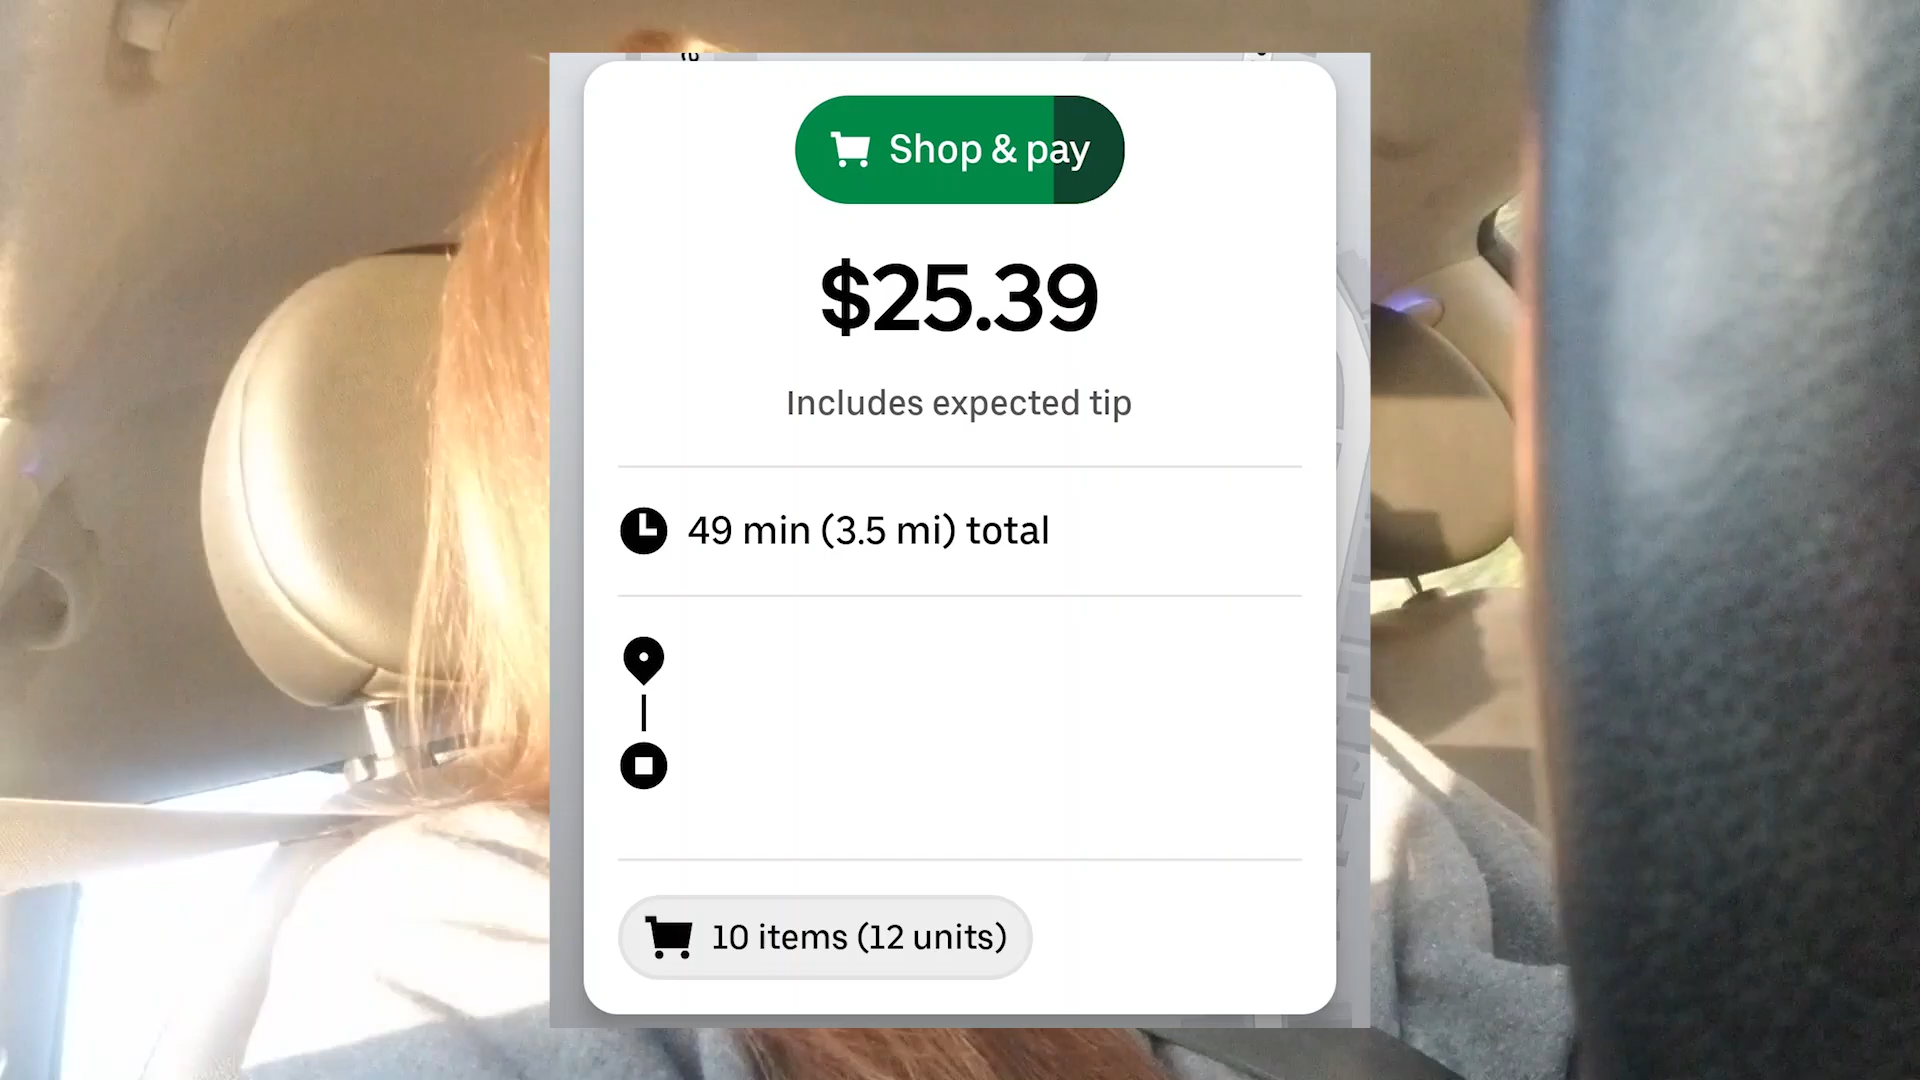 Shop & pay
$25.39
Includes expected tip
49 min (3.5 mi) total
10 items (12 units)